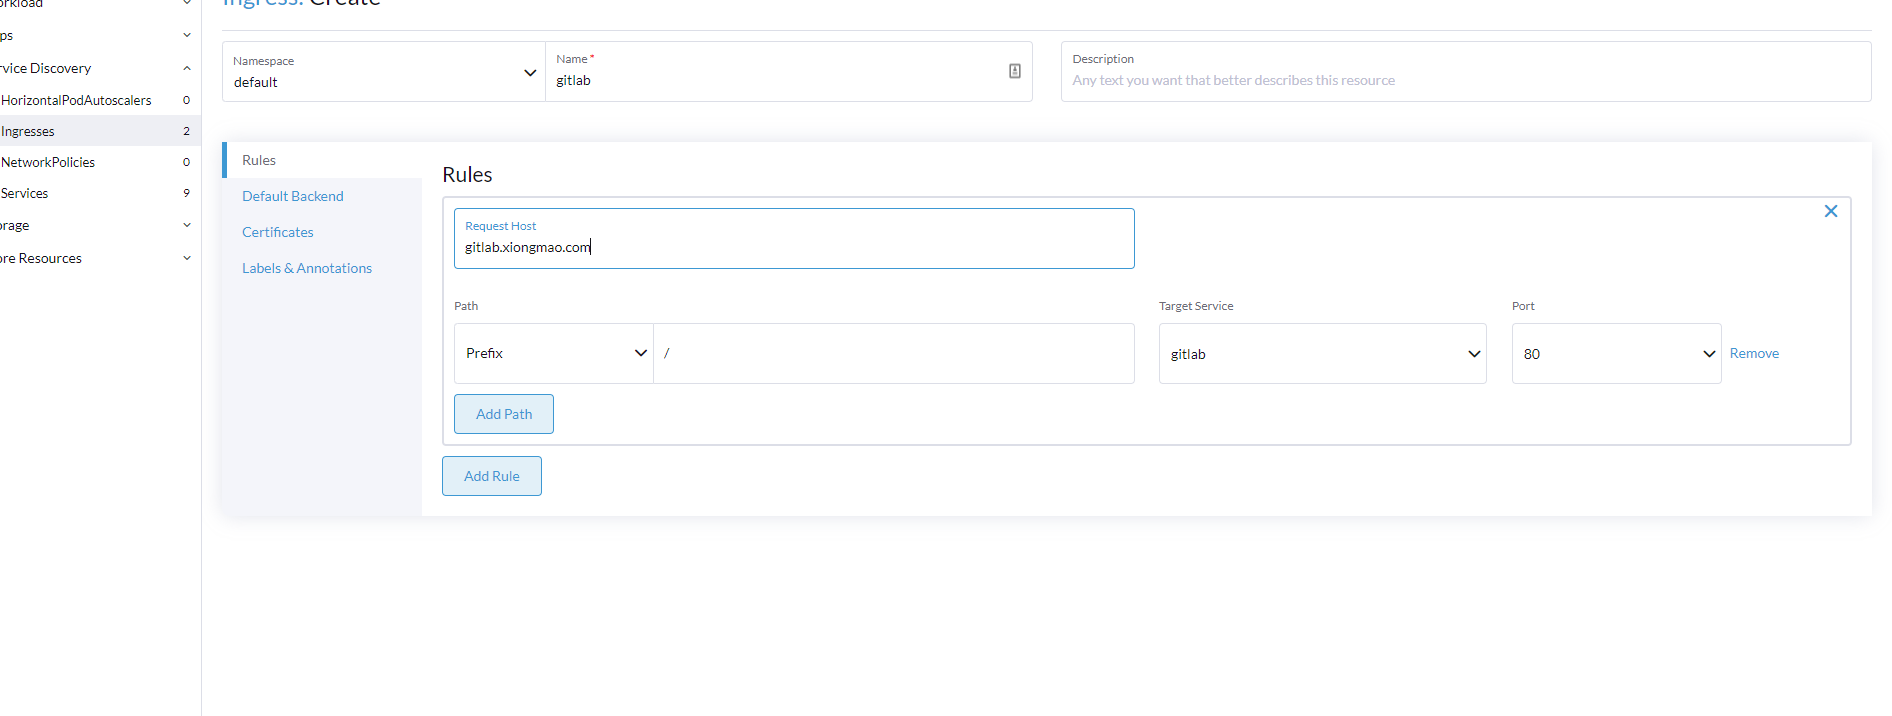 Ingress: Create
Namespace
default
Name *
gitlab
Description
Any text you want that better describes this resource
orkload
ps
rvice Discovery
HorizontalPodAutoscalers 0
Ingresses 2
NetworkPolicies 0
Services 9
orage
ore Resources
Rules
Default Backend
Certificates
Labels & Annotations
Rules
Request Host
gitlab.xiongmao.com
Path
Target Service
Port
Prefix
/
gitlab
80
Remove
Add Path
Add Rule